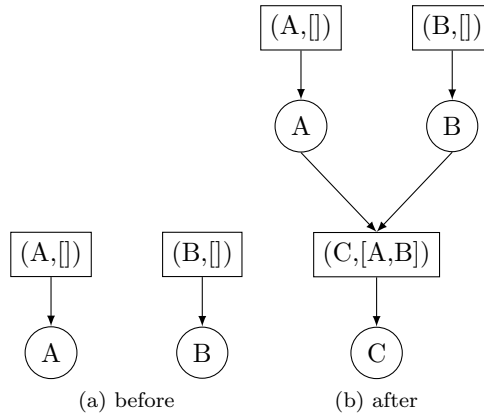 (A,[])
(B,[])
A
B
(A,[])
(B,[])
(C,[A,B])
A
B
C
(a) before
(b) after